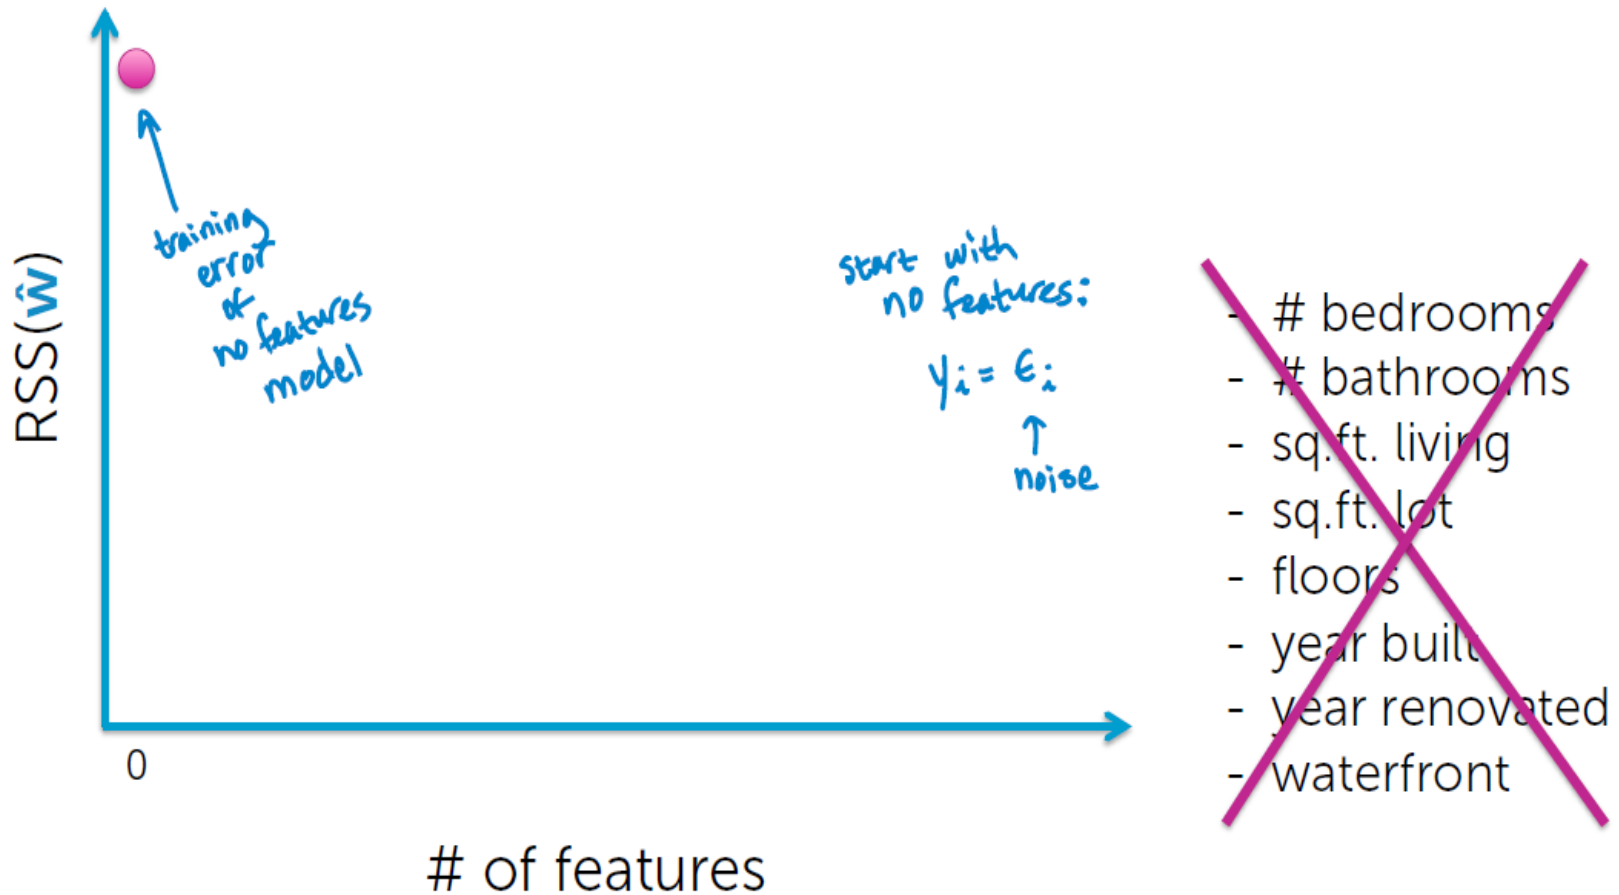 RSS(ŵ)
training
error
of
no features
model
start with
no features:
yᵢ = εᵢ
noise
- # bedrooms
- # bathrooms
- sq.ft. living
- sq.ft. lot
- floors
- year built
- year renovated
- waterfront
0
# of features